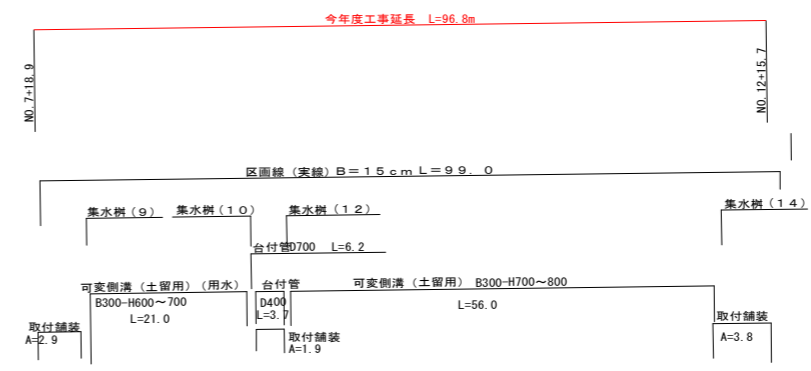 今年度工事延長 L=96.8m
NO.7+18.9
NO.12+15.7
区画線（実線）B＝15cmL＝99.0
集水桝(9)
集水桝(10)
集水桝(12)
集水桝(14)
台付管D700 L=6.2
可変側溝（土留用）（用水）
B300-H600～700
L=21.0
台付管
D400
L=3.7
可変側溝（土留用） B300-H700～800
L=56.0
取付舗装
A=2.9
取付舗装
A=1.9
取付舗装
A=3.8